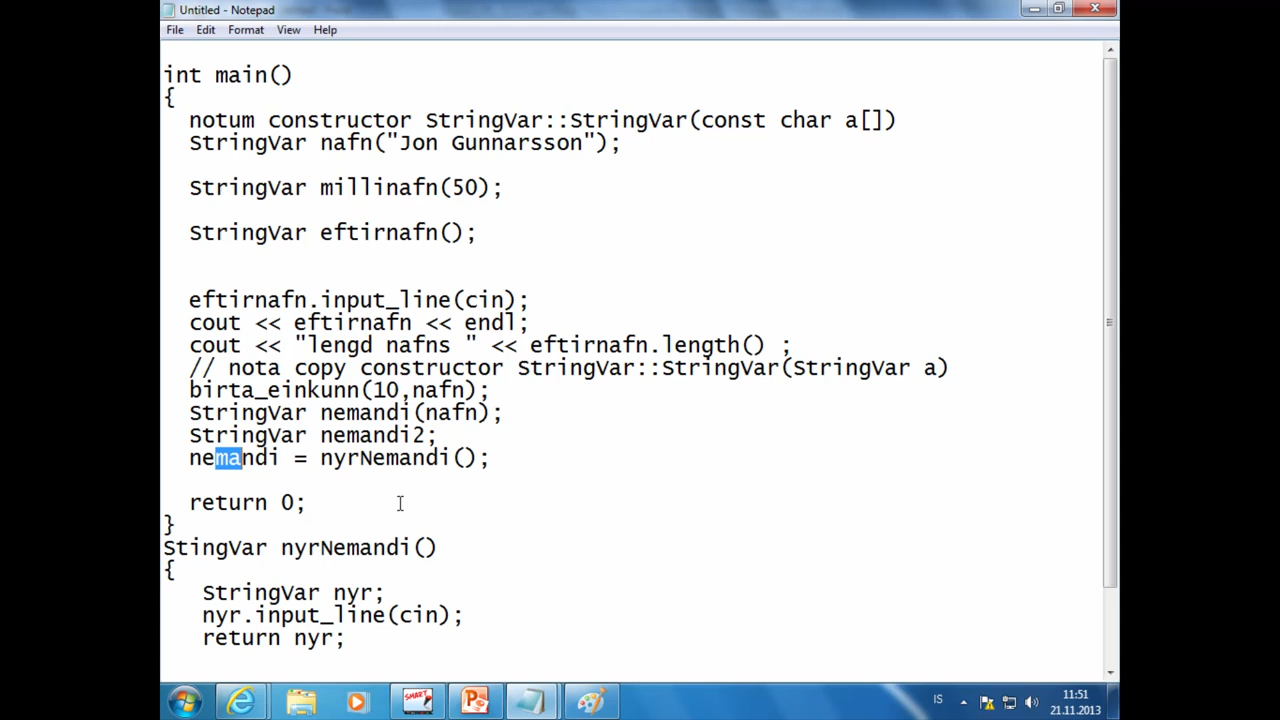 Untitled - Notepad
File Edit Format View Help
int main()
{
notum constructor StringVar::StringVar(const char a[])
StringVar nafn("Jon Gunnarsson");
StringVar millinafn(50);
StringVar eftirnafn();
eftirnafn.input_line(cin);
cout << eftirnafn << endl;
cout << "lengd nafns " << eftirnafn.length() ;
// nota copy constructor StringVar::StringVar(StringVar a)
birta_einkunn(10,nafn);
StringVar nemandi(nafn);
StringVar nemandi2;
nemandi = nyrNemandi();
return 0;
}
StingVar nyrNemandi()
{
StringVar nyr;
nyr.input_line(cin);
return nyr;
SMART
IS
11:51
21.11.2013